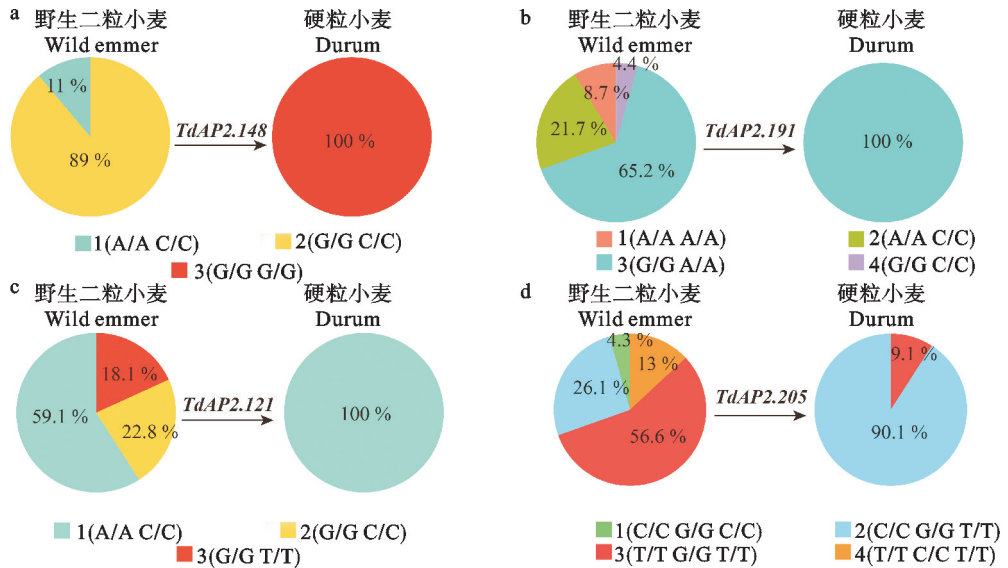 a
野生二粒小麦
Wild emmer
硬粒小麦
Durum
11 %
89 %
TdAP2.148
100 %
1(A/A C/C)
2(G/G C/C)
3(G/G G/G)
b
野生二粒小麦
Wild emmer
硬粒小麦
Durum
4.4 %
8.7 %
21.7 %
65.2 %
TdAP2.191
100 %
1(A/A A/A)
2(A/A C/C)
3(G/G A/A)
4(G/G C/C)
c
野生二粒小麦
Wild emmer
硬粒小麦
Durum
18.1 %
59.1 %
22.8 %
TdAP2.121
100 %
1(A/A C/C)
2(G/G C/C)
3(G/G T/T)
d
野生二粒小麦
Wild emmer
硬粒小麦
Durum
4.3 %
13 %
26.1 %
56.6 %
TdAP2.205
9.1 %
90.1 %
1(C/C G/G C/C)
2(C/C G/G T/T)
3(T/T G/G T/T)
4(T/T C/C T/T)